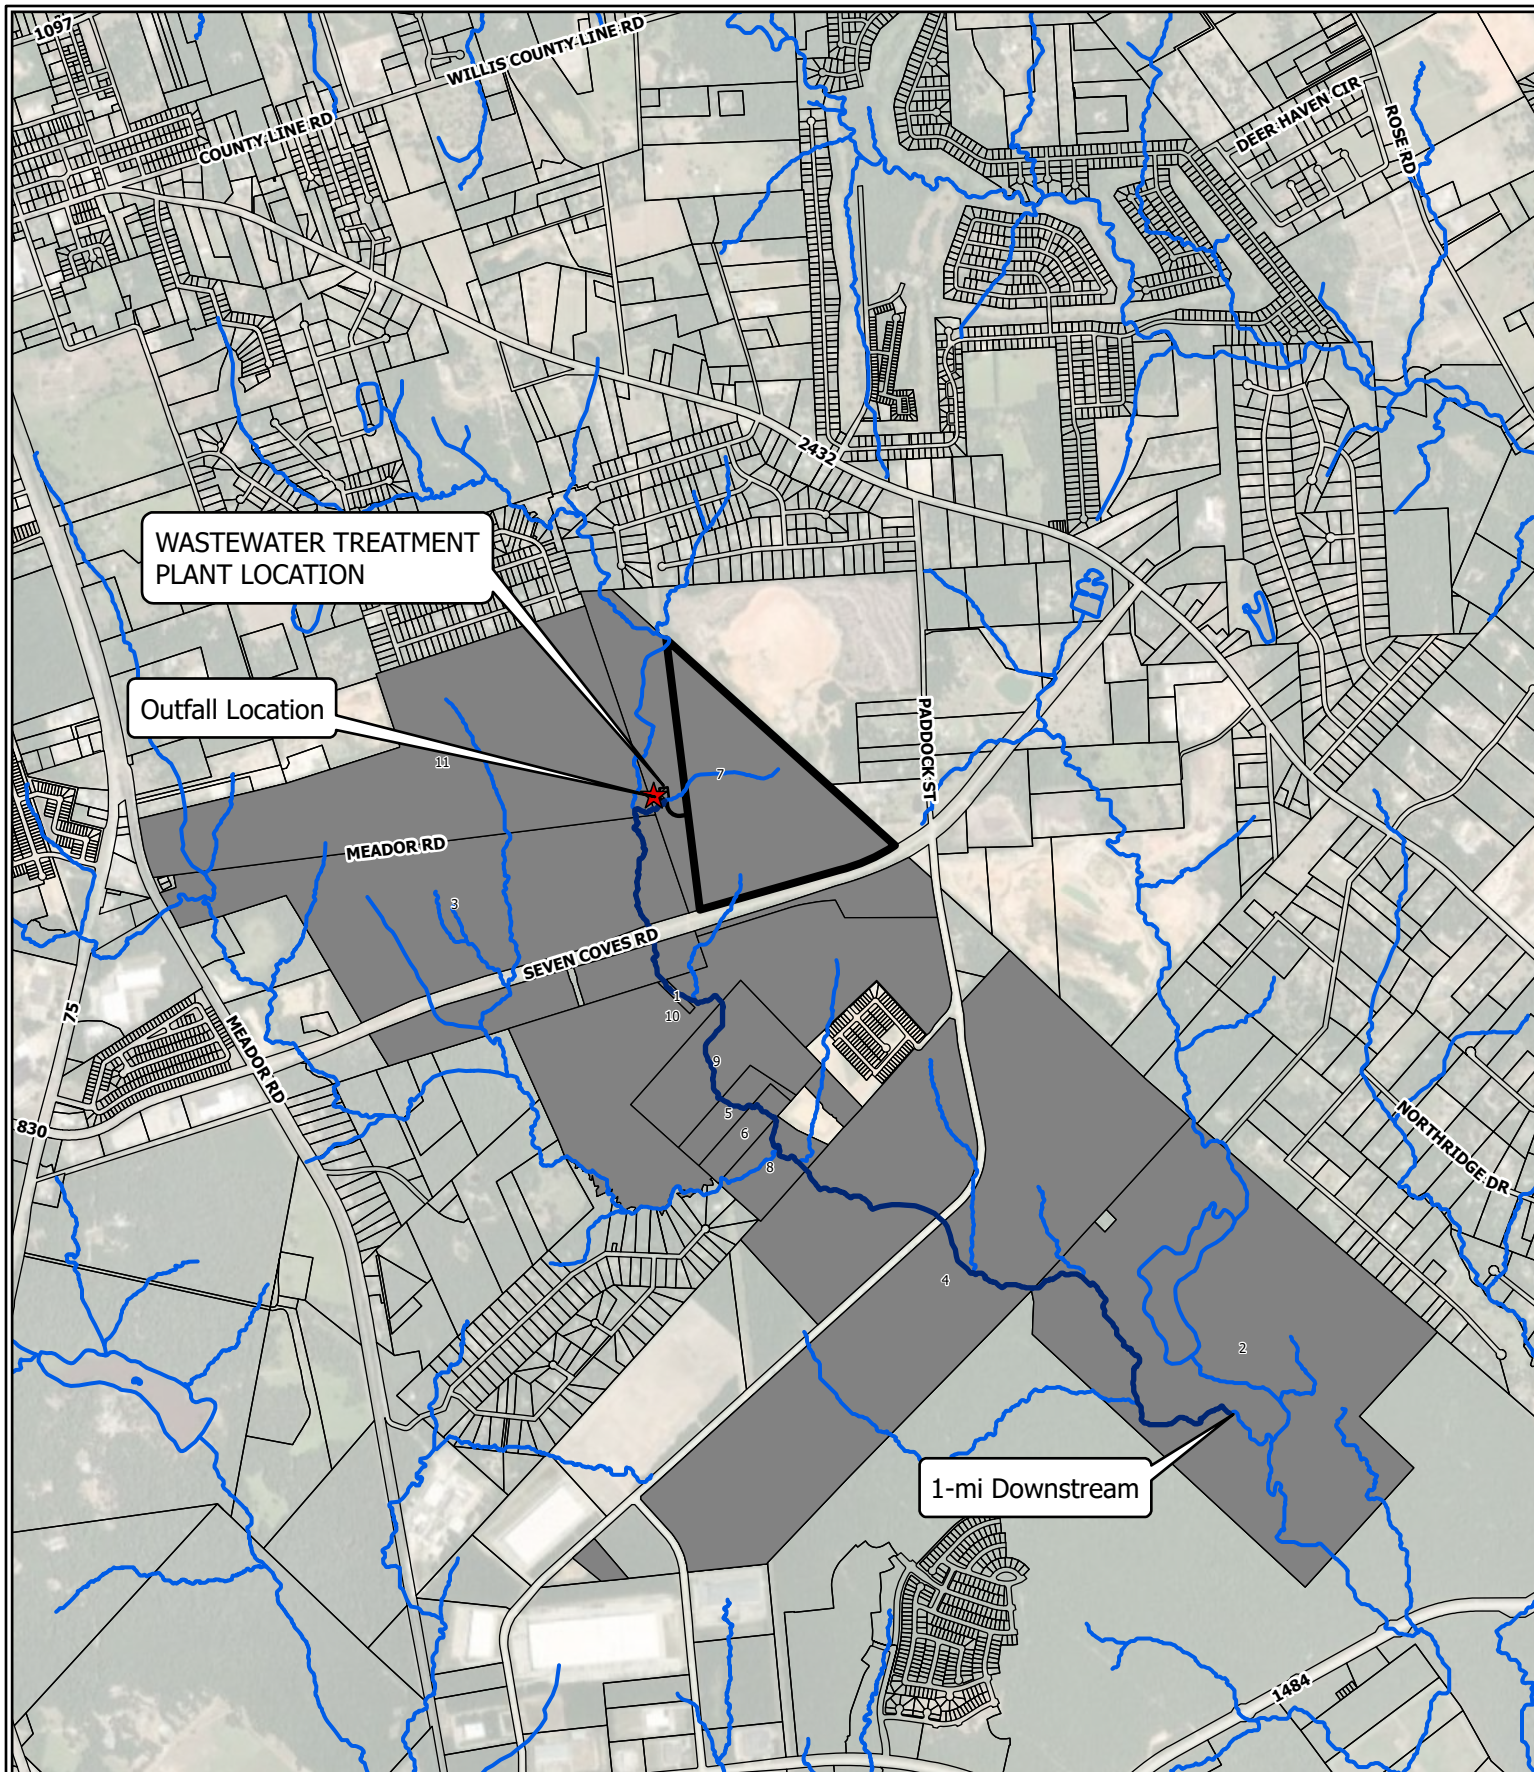 1097
WILLIS COUNTY LINE RD
COUNTY LINE RD
DEER HAVEN CIR
ROSE RD
2432
WASTEWATER TREATMENT
PLANT LOCATION
Outfall Location
PADDOCK ST
11
7
MEADOR RD
3
SEVEN COVES RD
1
10
75
MEADOR RD
9
5
6
8
830
NORTHRIDGE DR
4
2
1-mi Downstream
1484